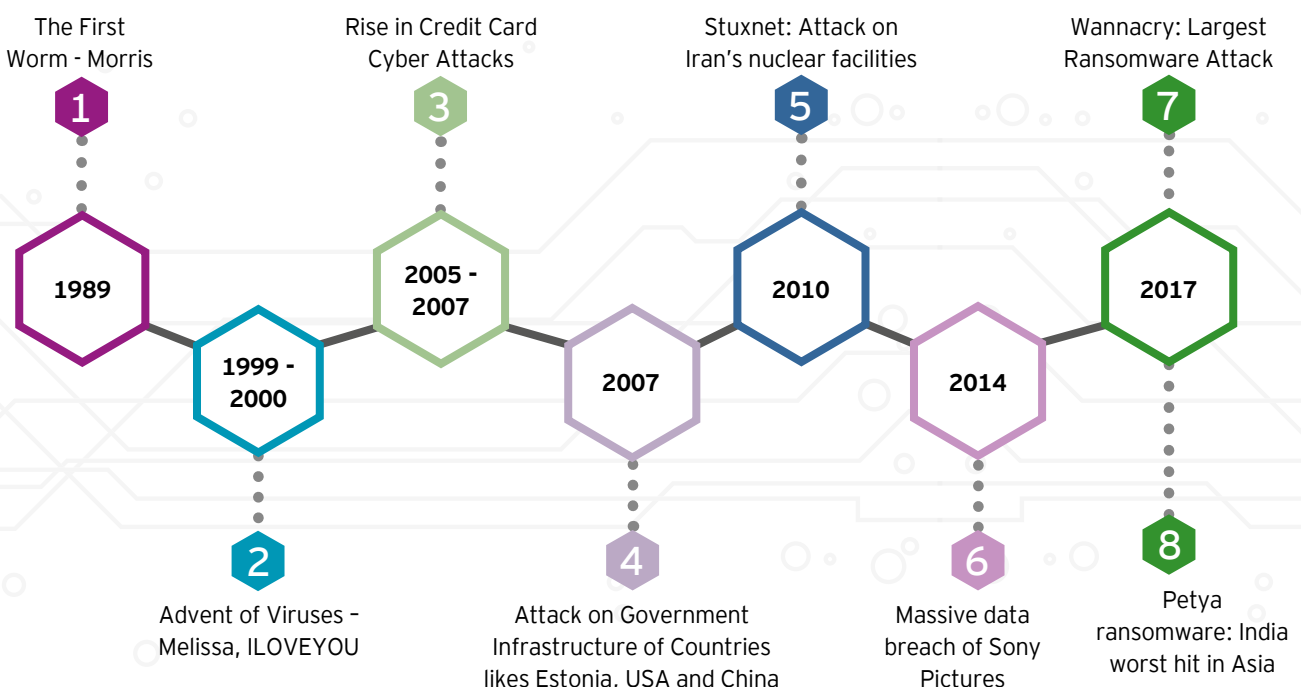 The First
Worm - Morris
1
1989
1999 -
2000
2
Advent of Viruses –
Melissa, ILOVEYOU
Rise in Credit Card
Cyber Attacks
3
2005 -
2007
2007
4
Attack on Government
Infrastructure of Countries
likes Estonia, USA and China
Stuxnet: Attack on
Iran's nuclear facilities
5
2010
2014
6
Massive data
breach of Sony
Pictures
Wannacry: Largest
Ransomware Attack
7
2017
8
Petya
ransomware: India
worst hit in Asia